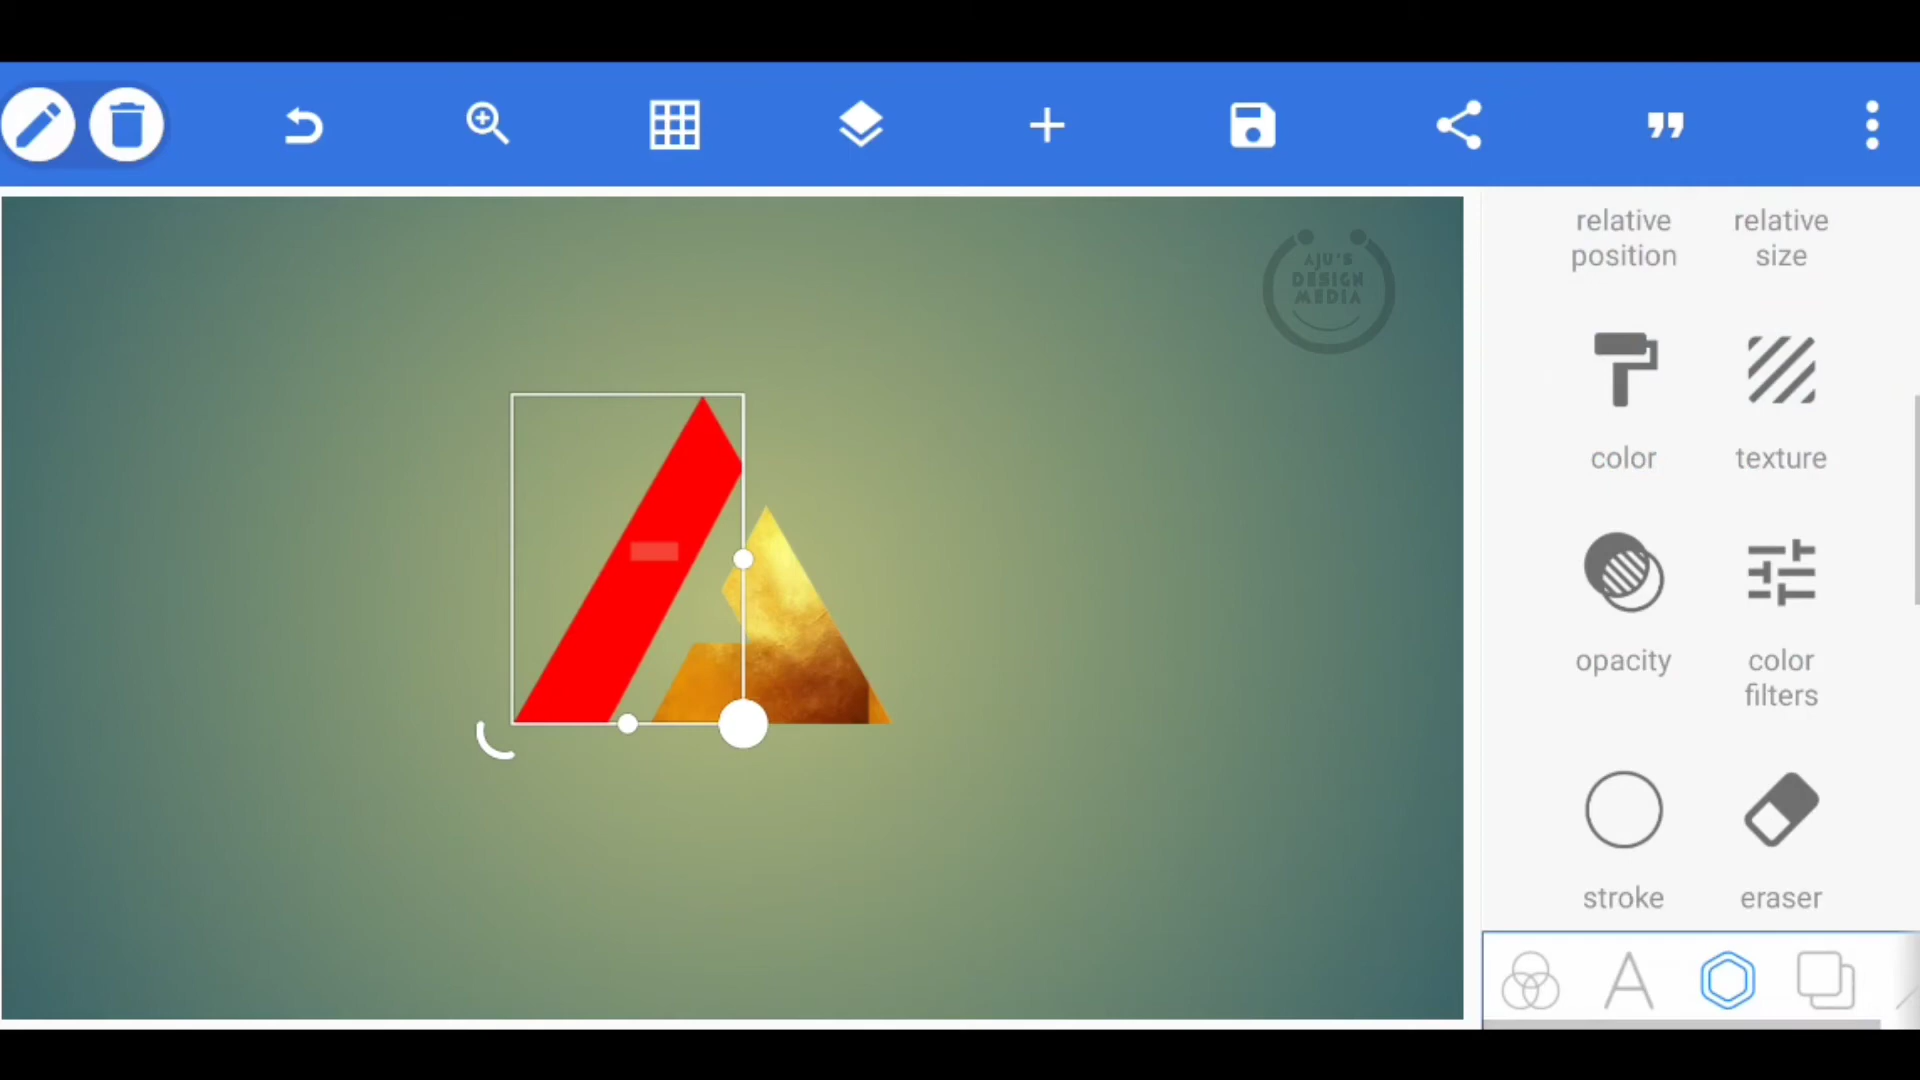 AJU'S
DESIGN
MEDIA
relative
position
relative
size
color
texture
opacity
color
filters
stroke
eraser